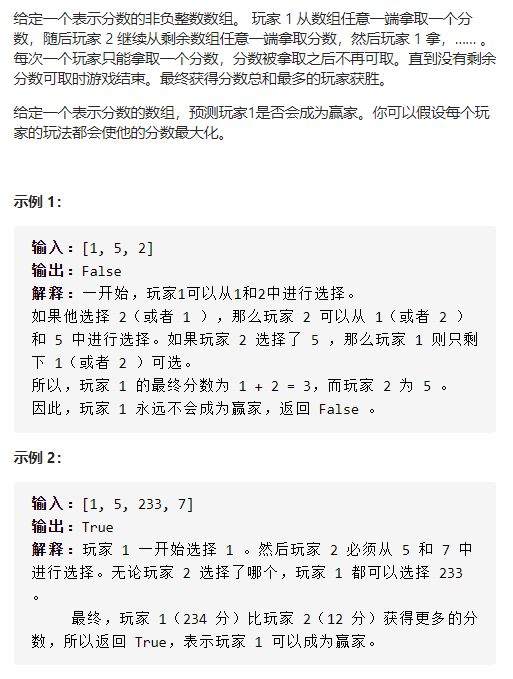 给定一个表示分数的非负整数数组。 玩家 1 从数组任意一端拿取一个分
数，随后玩家 2 继续从剩余数组任意一端拿取分数，然后玩家 1 拿，…… 。
每次一个玩家只能拿取一个分数，分数被拿取之后不再可取。直到没有剩余
分数可取时游戏结束。最终获得分数总和最多的玩家获胜。
给定一个表示分数的数组，预测玩家1是否会成为赢家。你可以假设每个玩
家的玩法都会使他的分数最大化。
示例 1：
输入：[1, 5, 2]
输出：False
解释：一开始，玩家1可以从1和2中进行选择。
如果他选择 2（或者 1 ），那么玩家 2 可以从 1（或者 2 ）
和 5 中进行选择。如果玩家 2 选择了 5 ，那么玩家 1 则只剩
下 1（或者 2 ）可选。
所以，玩家 1 的最终分数为 1 + 2 = 3，而玩家 2 为 5 。
因此，玩家 1 永远不会成为赢家，返回 False 。
示例 2：
输入：[1, 5, 233, 7]
输出：True
解释：玩家 1 一开始选择 1 。然后玩家 2 必须从 5 和 7 中
进行选择。无论玩家 2 选择了哪个，玩家 1 都可以选择 233
。
最终，玩家 1（234 分）比玩家 2（12 分）获得更多的分
数，所以返回 True，表示玩家 1 可以成为赢家。